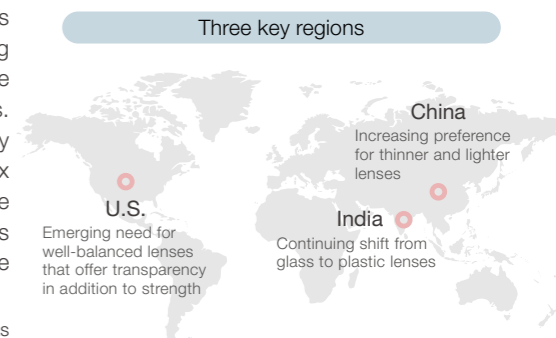 s
g
e
s.
y
x
e
s
e
s
Three key regions
China
Increasing preference
for thinner and lighter
lenses
U.S.
Emerging need for
well-balanced lenses
that offer transparency
in addition to strength
India
Continuing shift from
glass to plastic lenses